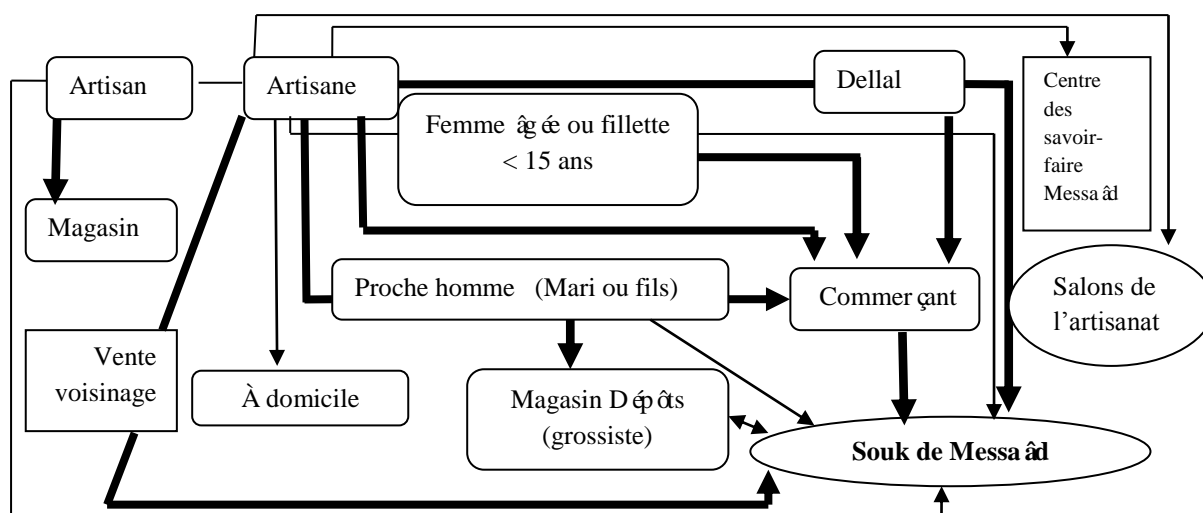 Artisan
Artisane
Dellal
Centre
des
savoir-
faire
Messaâd
Femme âgée ou fillette
< 15 ans
Magasin
Proche homme (Mari ou fils)
Commerçant
Salons de
l'artisanat
Vente
voisinage
À domicile
Magasin Dépôts
(grossiste)
Souk de Messaâd